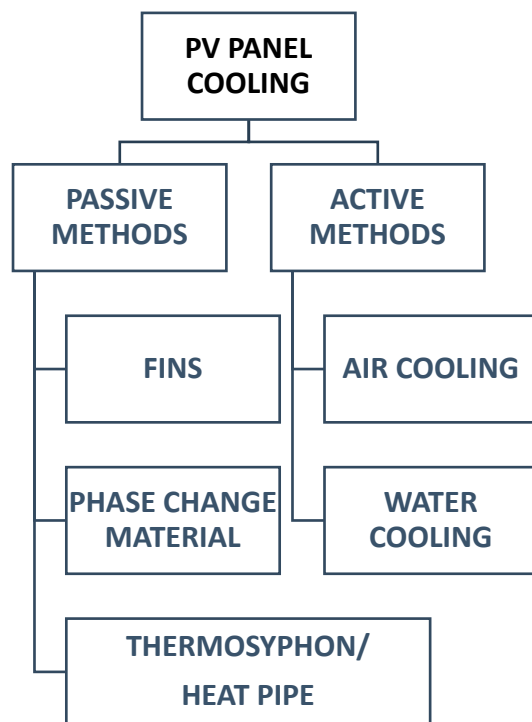 PV PANEL
COOLING
PASSIVE
METHODS
ACTIVE
METHODS
FINS
AIR COOLING
PHASE CHANGE
MATERIAL
WATER
COOLING
THERMOSYPHON/
HEAT PIPE